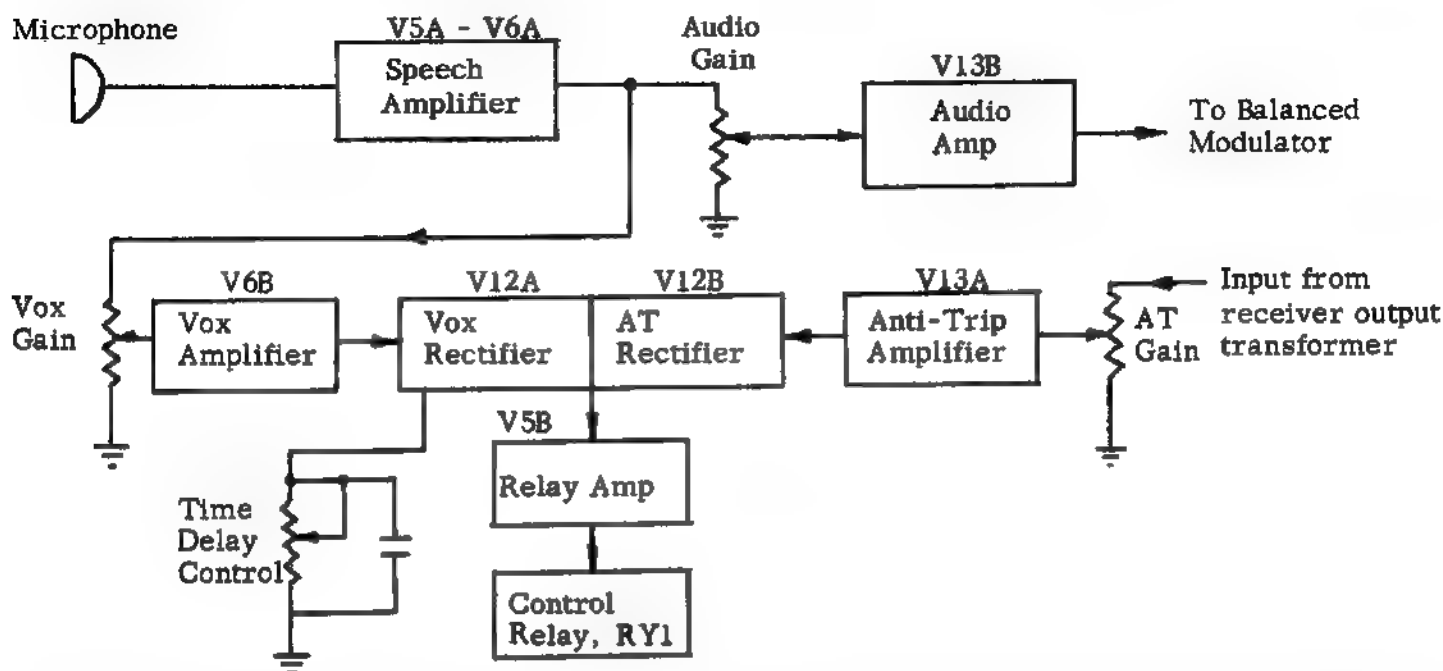 Microphone
V5A - V6A
Speech
Amplifier
Audio
Gain
V13B
Audio
Amp
To Balanced
Modulator
Vox
Gain
V6B
Vox
Amplifier
V12A
Vox
Rectifier
V12B
AT
Rectifier
V13A
Anti-Trip
Amplifier
AT
Gain
Input from
receiver output
transformer
V5B
Relay Amp
Time
Delay
Control
Control
Relay, RY1